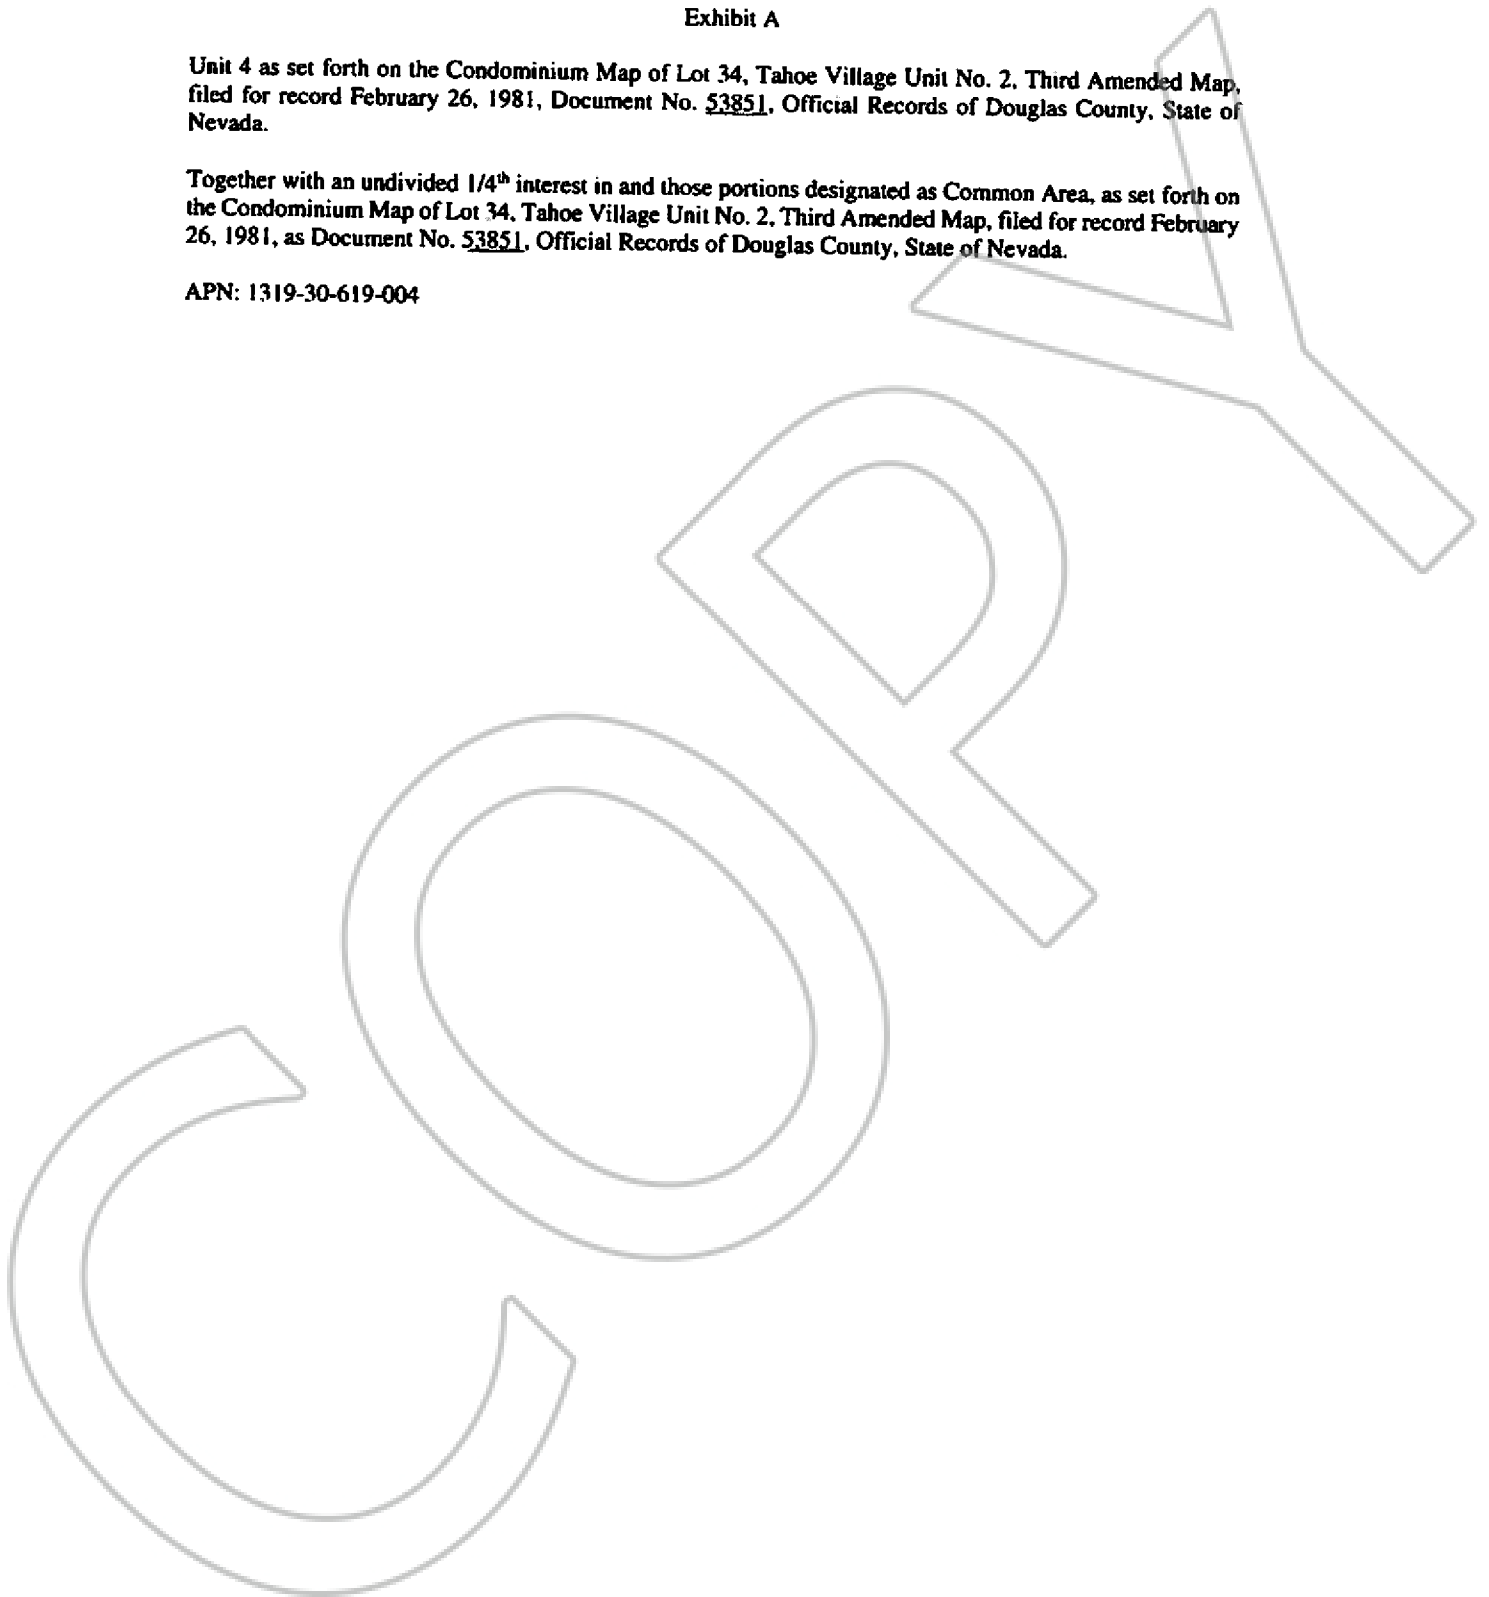 Exhibit A
Unit 4 as set forth on the Condominium Map of Lot 34, Tahoe Village Unit No. 2, Third Amended Map,
filed for record February 26, 1981, Document No. 53851, Official Records of Douglas County, State of
Nevada.
Together with an undivided 1/4th interest in and those portions designated as Common Area, as set forth on
the Condominium Map of Lot 34, Tahoe Village Unit No. 2, Third Amended Map, filed for record February
26, 1981, as Document No. 53851, Official Records of Douglas County, State of Nevada.
APN: 1319-30-619-004
COPY